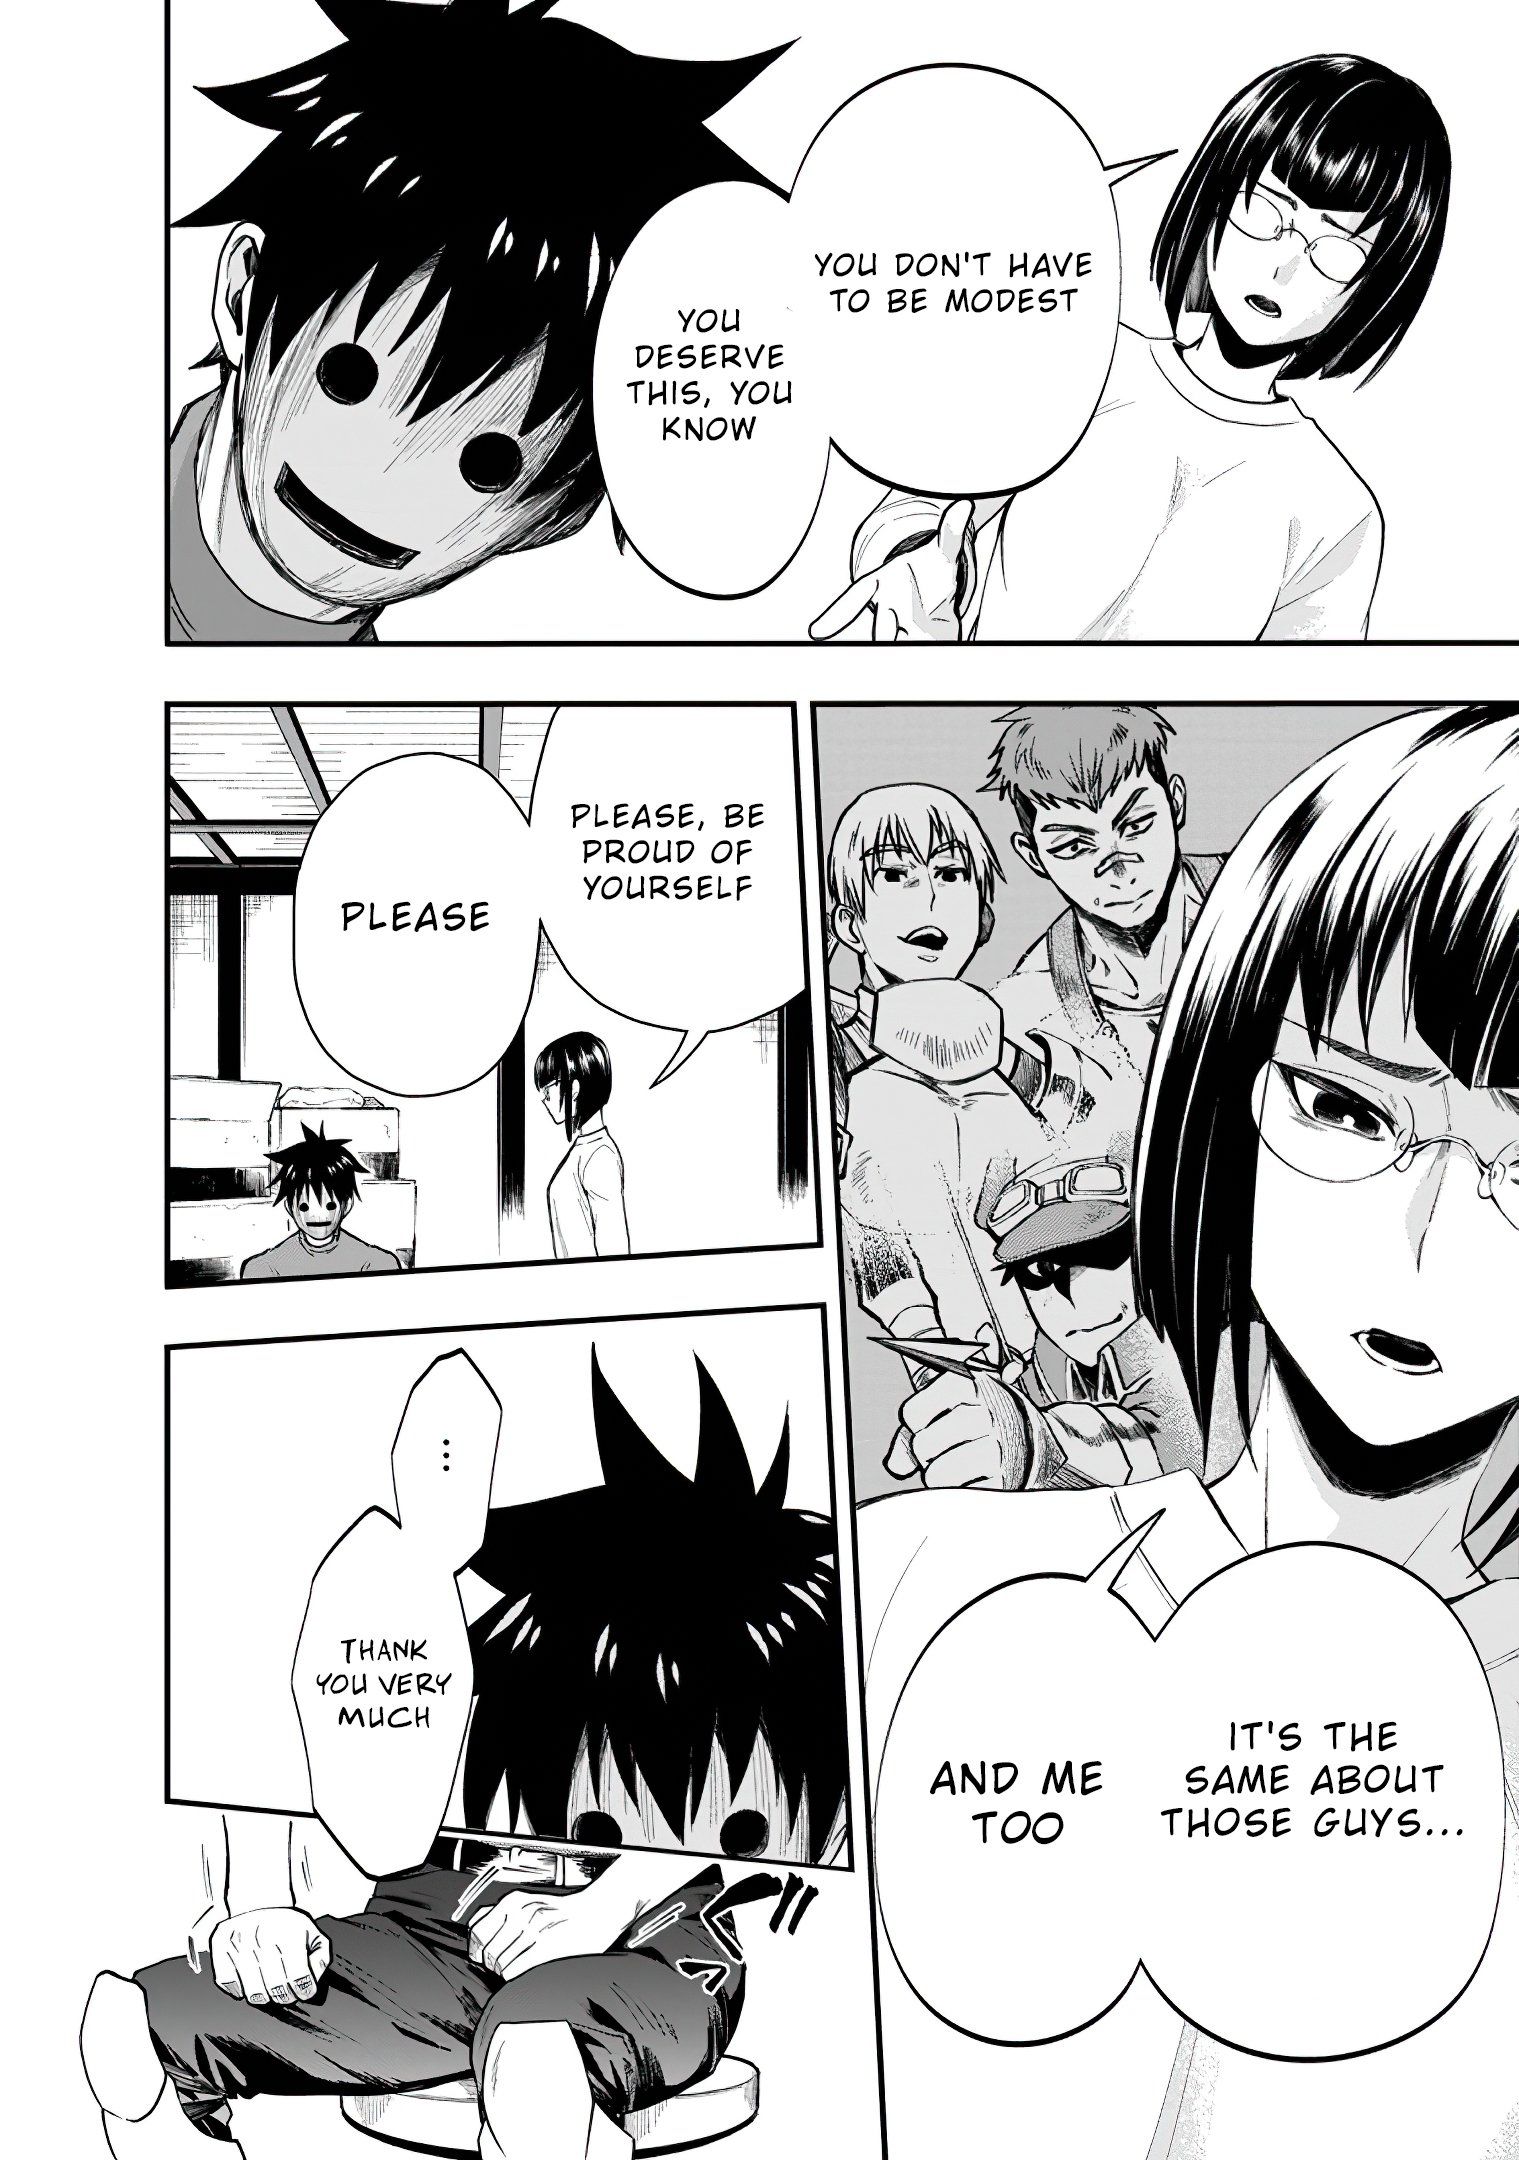 YOU DON'T HAVE
TO BE MODEST
YOU
DESERVE
THIS, YOU
KNOW
IT'S THE
SAME ABOUT
THOSE GUYS...
AND ME
TOO
PLEASE, BE
PROUD OF
YOURSELF
PLEASE
...
THANK
YOU VERY
MUCH